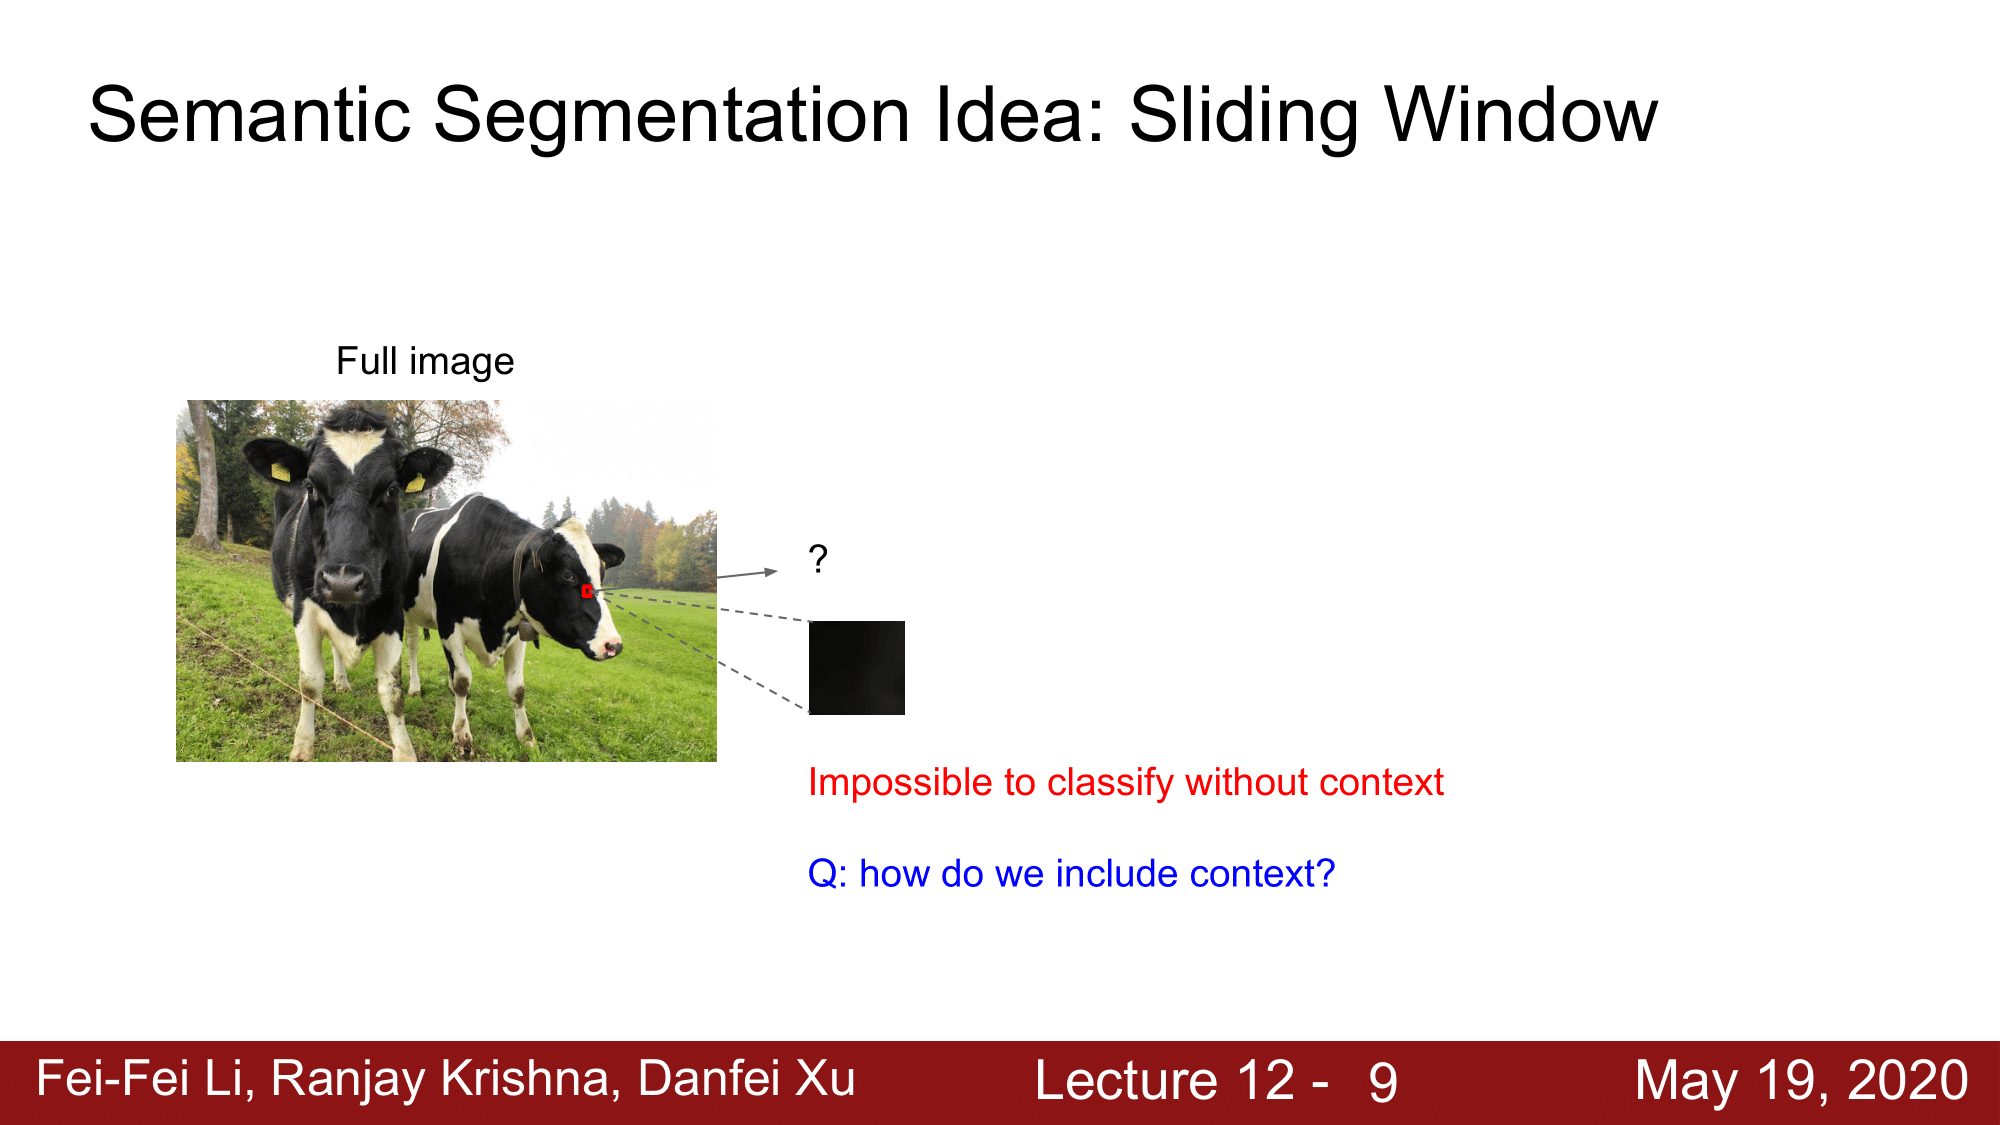 Semantic Segmentation Idea: Sliding Window
Full image
?
Impossible to classify without context
Q: how do we include context?
Fei-Fei Li, Ranjay Krishna, Danfei Xu
Lecture 12 - 9
May 19, 2020